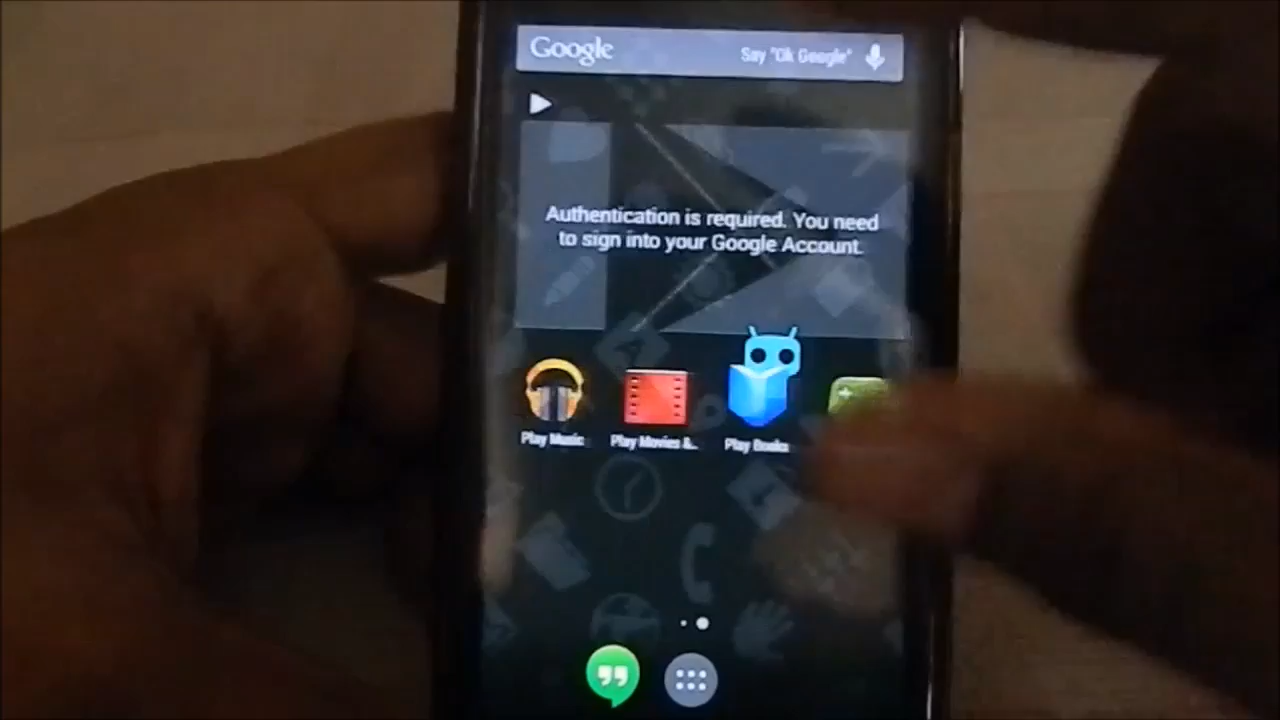 Google
Say "Ok Google"
Authentication is required. You need
to sign into your Google Account.
Play Music
Play Movies &..
Play Books